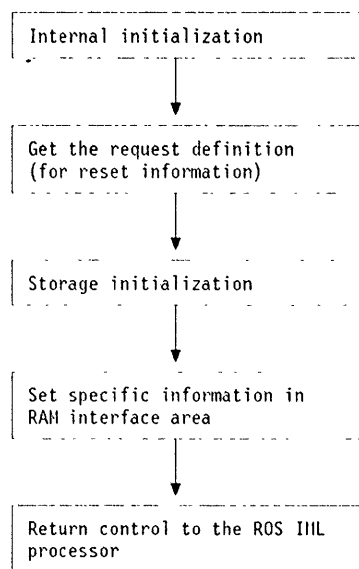 Internal initialization
Get the request definition
(for reset information)
Storage initialization
Set specific information in
RAM interface area
Return control to the ROS IML
processor